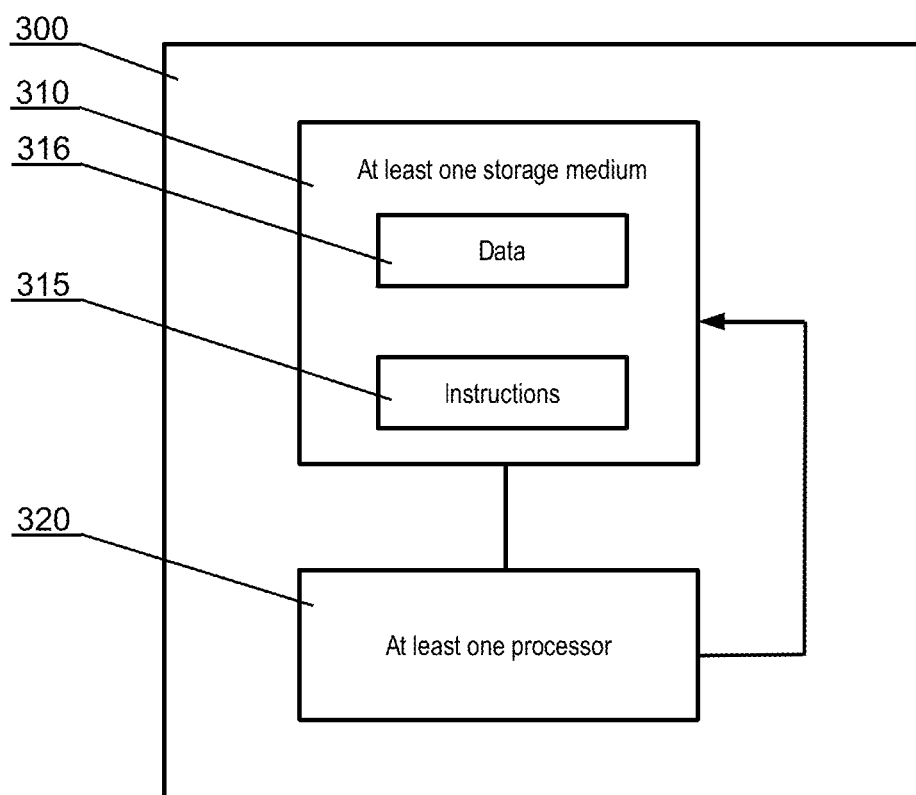 300
310
At least one storage medium
316
Data
315
Instructions
320
At least one processor